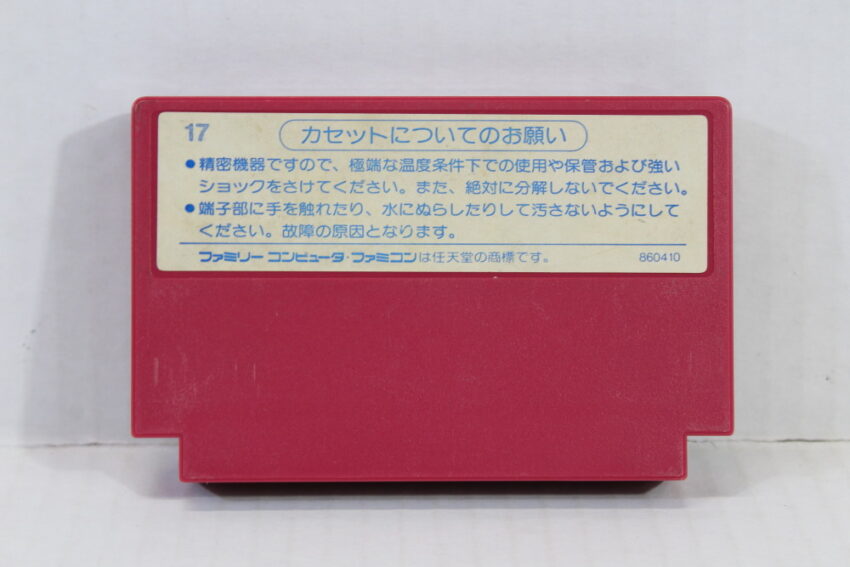 17
カセットについてのお願い
●精密機器ですので、極端な温度条件下での使用や保管および強い
ショックをさけてください。また、絶対に分解しないでください。
●端子部に手を触れたり、水にぬらしたりして汚さないようにして
ください。故障の原因となります。
ファミリーコンピュータ・ファミコンは任天堂の商標です。 860410